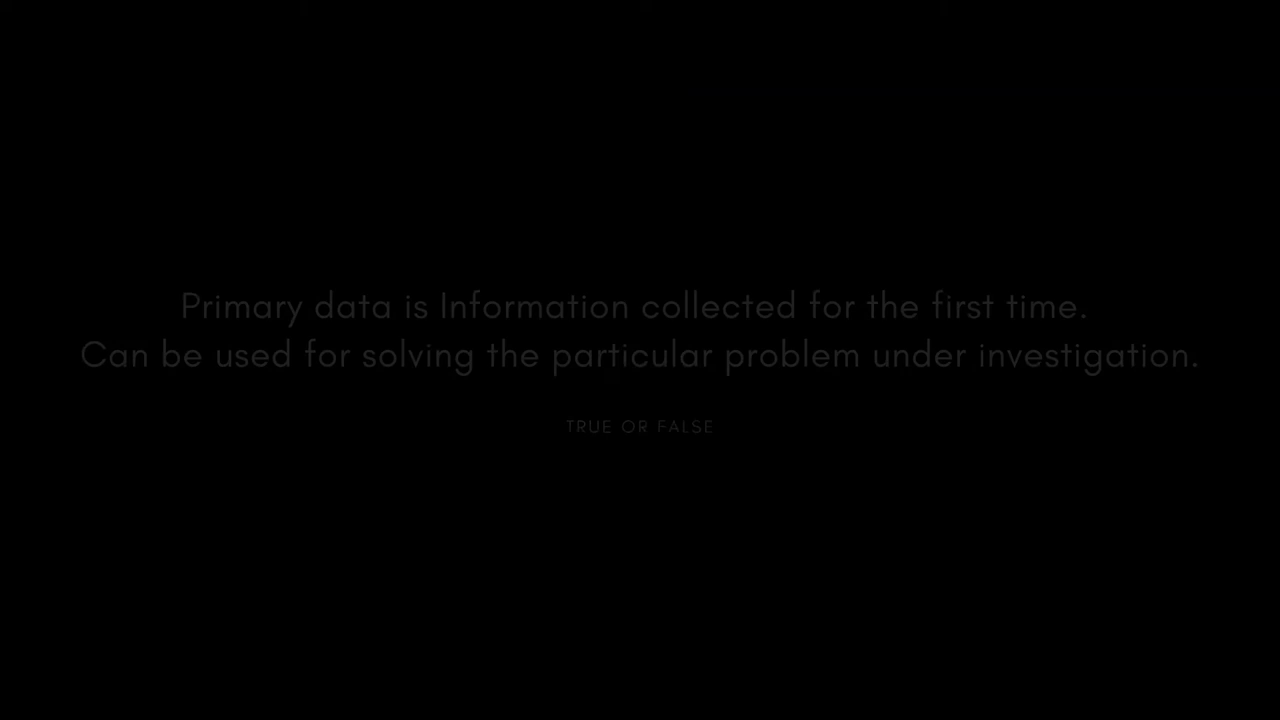 Primary data is Information collected for the first time.
Can be used for solving the particular problem under investigation.
TRUE OR FALSE